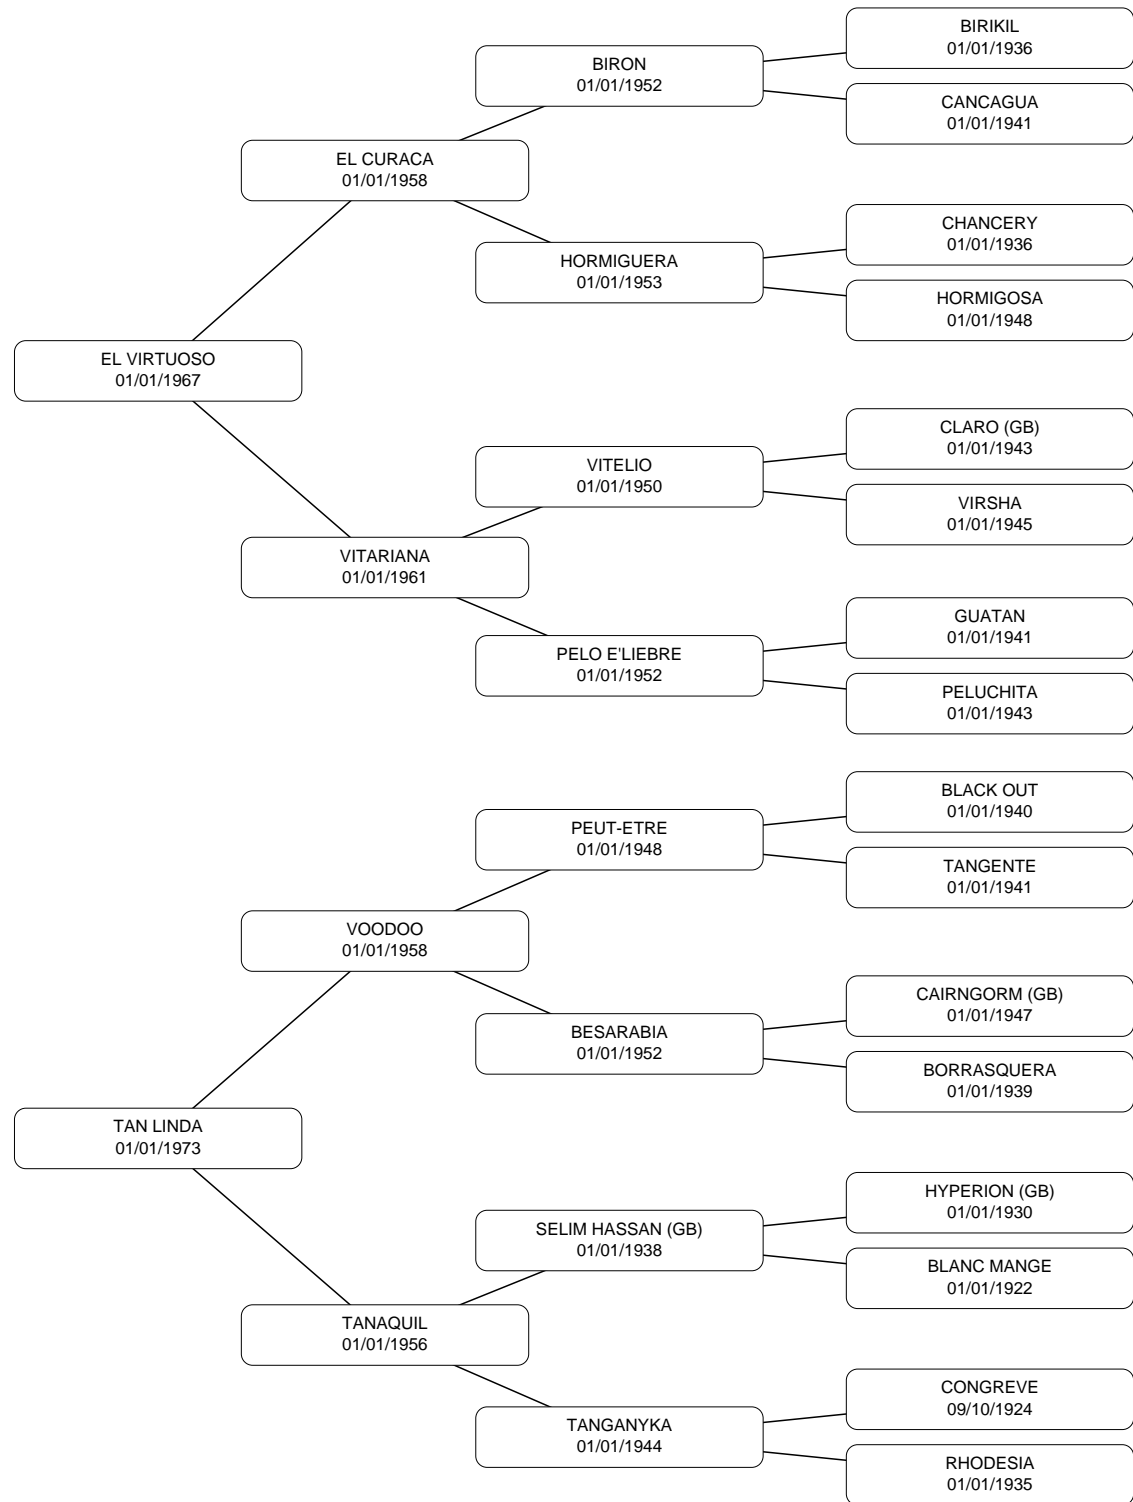 BIRIKIL
01/01/1936
BIRON
01/01/1952
CANCAGUA
01/01/1941
EL CURACA
01/01/1958
CHANCERY
01/01/1936
HORMIGUERA
01/01/1953
HORMIGOSA
01/01/1948
EL VIRTUOSO
01/01/1967
CLARO (GB)
01/01/1943
VITELIO
01/01/1950
VIRSHA
01/01/1945
VITARIANA
01/01/1961
GUATAN
01/01/1941
PELO E'LIEBRE
01/01/1952
PELUCHITA
01/01/1943
BLACK OUT
01/01/1940
PEUT-ETRE
01/01/1948
TANGENTE
01/01/1941
VOODOO
01/01/1958
CAIRNGORM (GB)
01/01/1947
BESARABIA
01/01/1952
BORRASQUERA
01/01/1939
TAN LINDA
01/01/1973
HYPERION (GB)
01/01/1930
SELIM HASSAN (GB)
01/01/1938
BLANC MANGE
01/01/1922
TANAQUIL
01/01/1956
CONGREVE
09/10/1924
TANGANYKA
01/01/1944
RHODESIA
01/01/1935